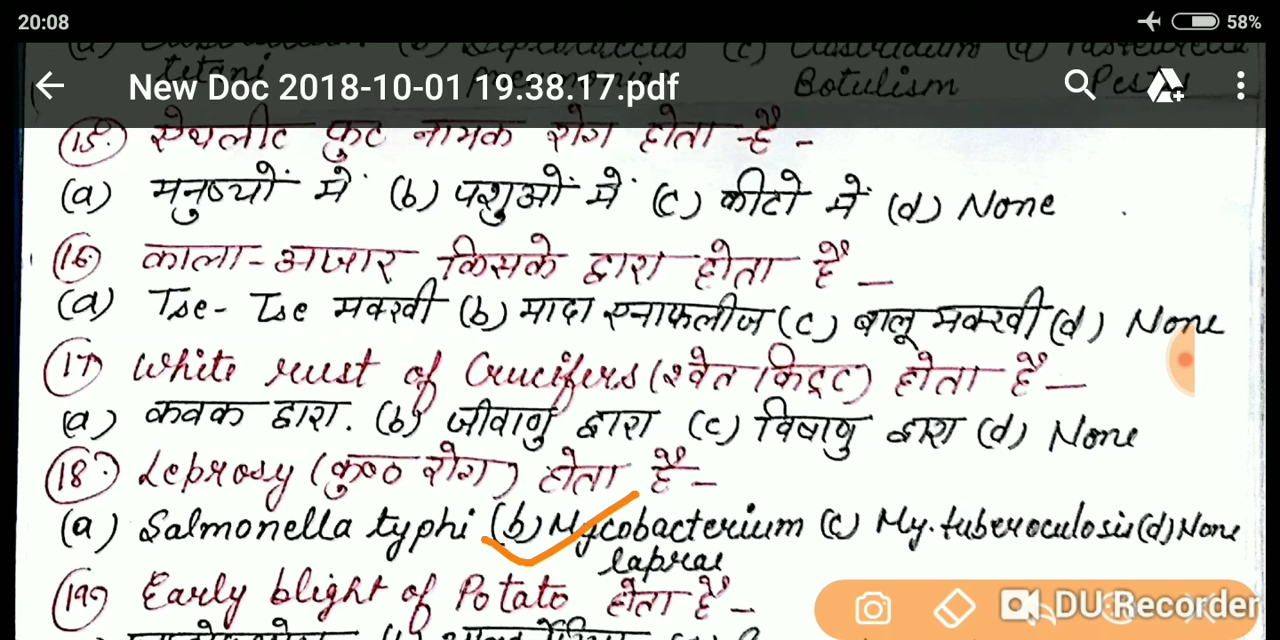 20:08
58%
New Doc 2018-10-01 19.38.17.pdf
Botulism
(15) ऐथलीट फुट नामक रोग होता है -
(a) मनुष्यों में (b) पशुओं में (c) कीटो में (d) None
(16) काला-अजार किसके द्वारा होता है _
(a) Tse-Tse मक्खी (b) मादा एनाफलीज (c) बालू मक्खी (d) None
(17) White rust of Crucifers (श्वेत किट्ट) होता है _
(a) कवक द्वारा. (b) जीवाणु द्वारा (c) विषाणु द्वारा (d) None
(18) Leprosy (कुष्ठ रोग) होता है _
(a) Salmonella typhi (b) Mycobacterium (c) My. tuberoculosis (d) None
laprae
(19) Early blight of Potato होता है _
DU Recorder